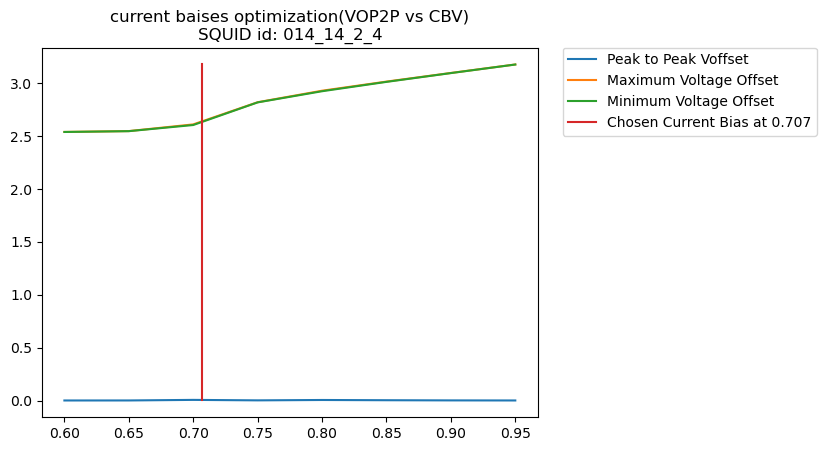 current baises optimization(VOP2P vs CBV)
SQUID id: 014_14_2_4
Peak to Peak Voffset
Maximum Voltage Offset
Minimum Voltage Offset
Chosen Current Bias at 0.707
3.0
2.5
2.0
1.5
1.0
0.5
0.0
0.60 0.65 0.70 0.75 0.80 0.85 0.90 0.95